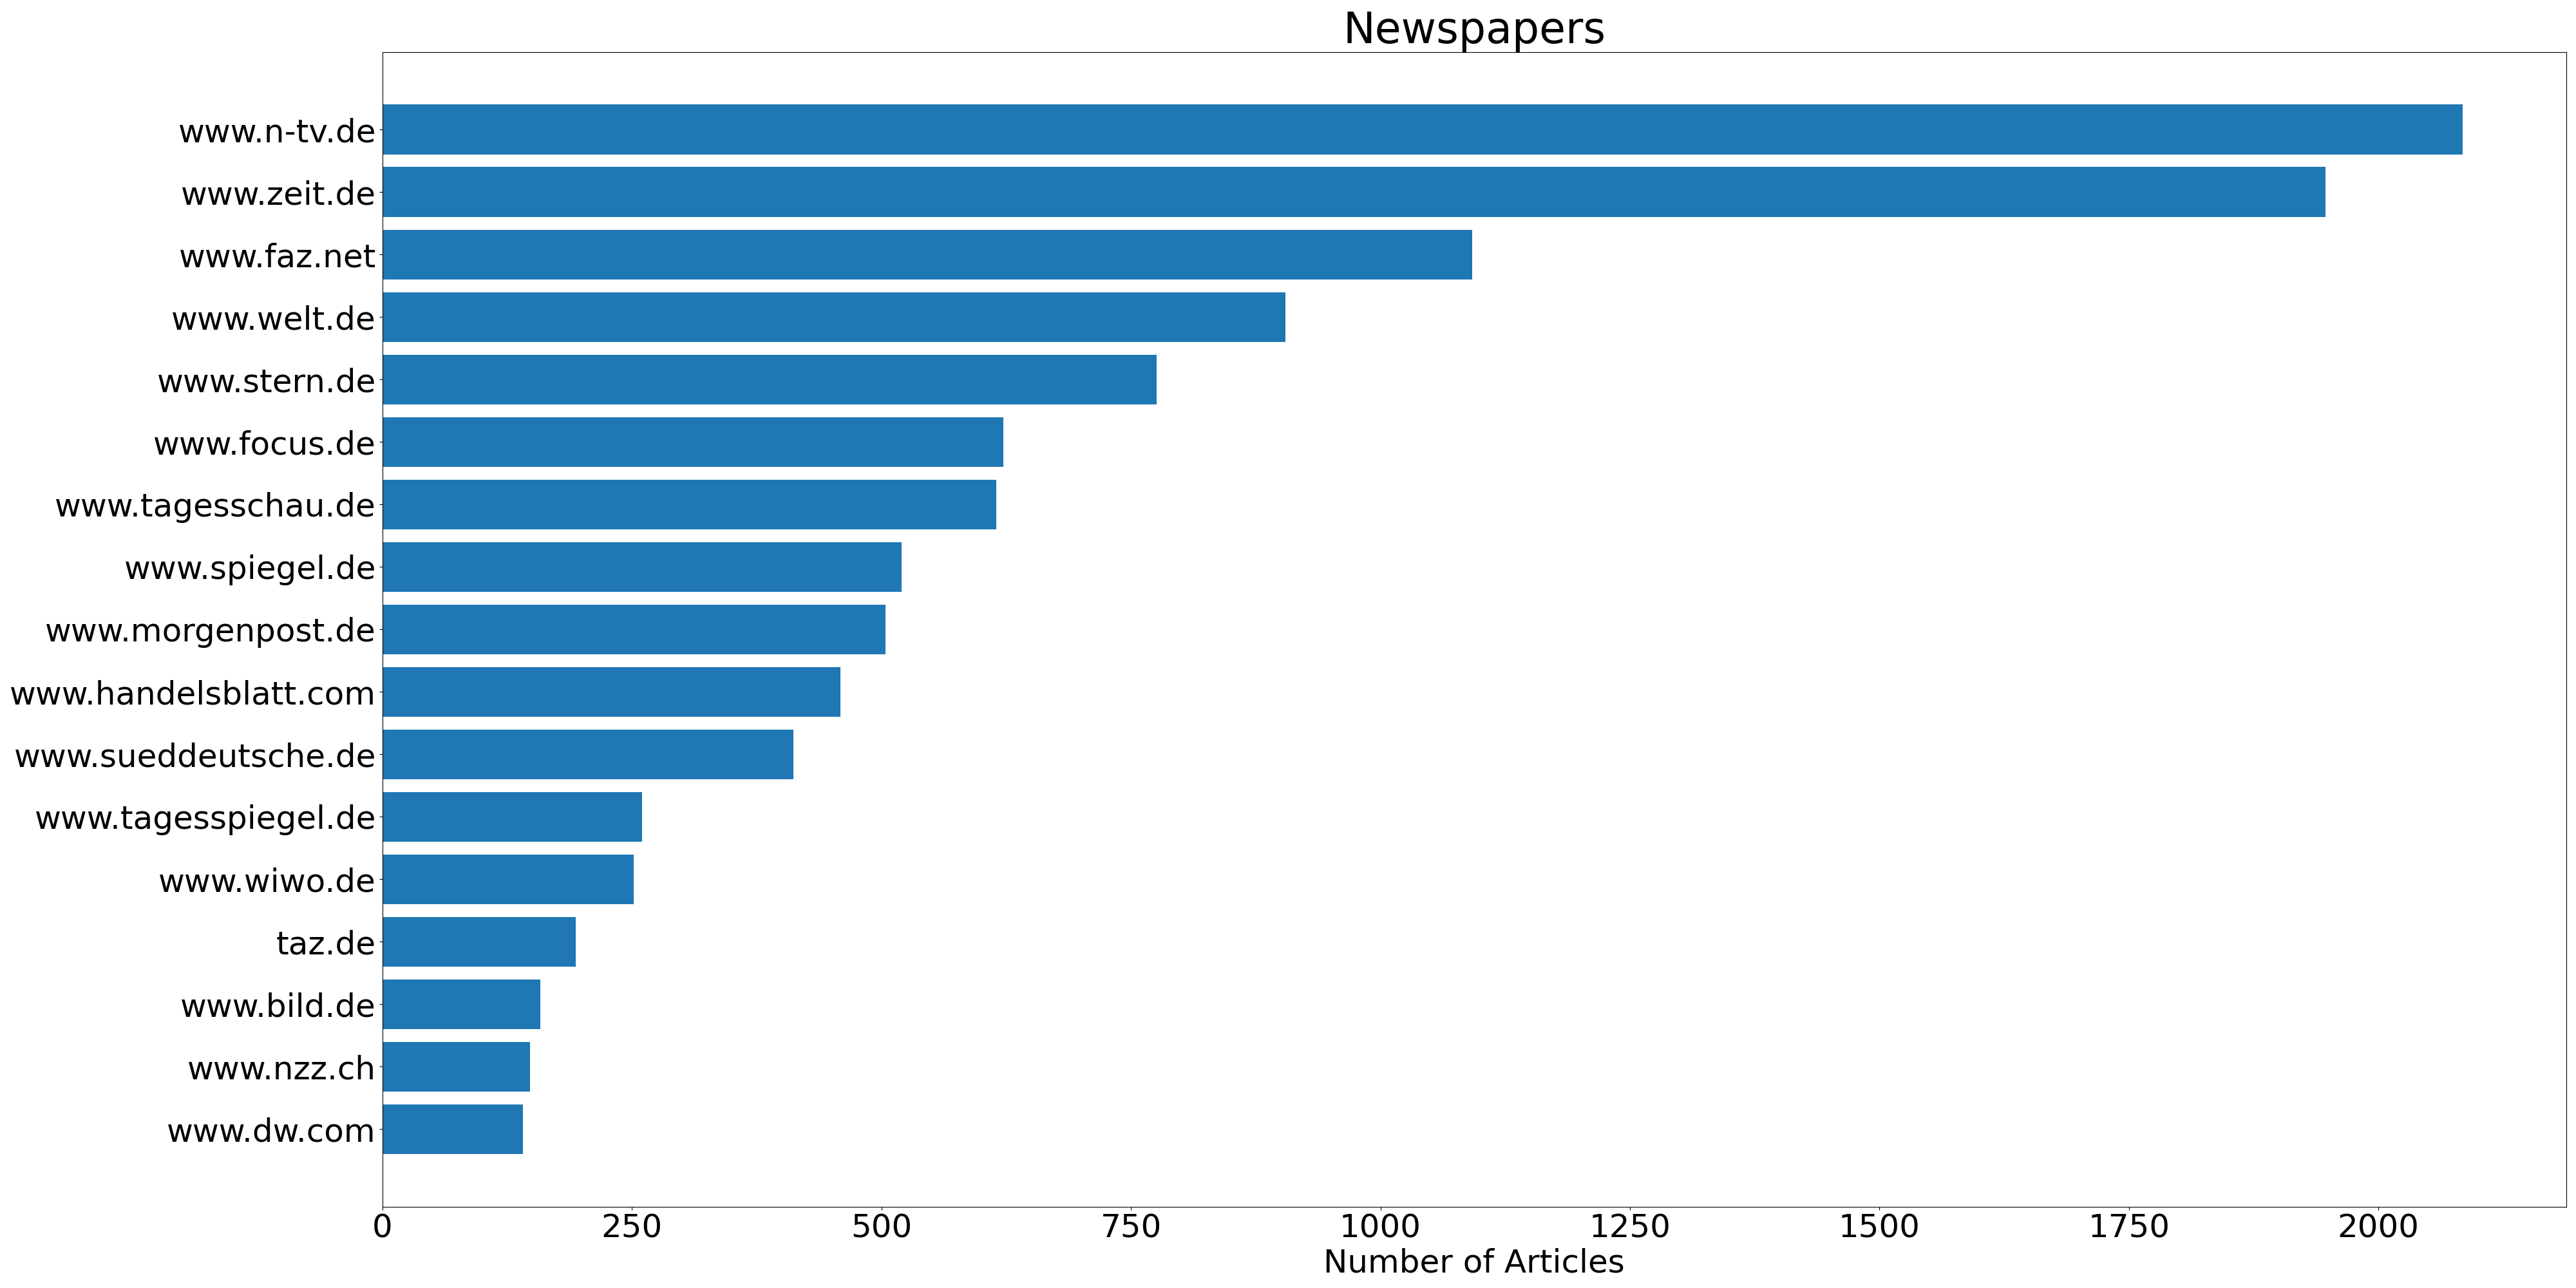 Newspapers
www.n-tv.de
www.zeit.de
www.faz.net
www.welt.de
www.stern.de
www.focus.de
www.tagesschau.de
www.spiegel.de
www.morgenpost.de
www.handelsblatt.com
www.sueddeutsche.de
www.tagesspiegel.de
www.wiwo.de
taz.de
www.bild.de
www.nzz.ch
www.dw.com
0 250 500 750 1000 1250 1500 1750 2000
Number of Articles